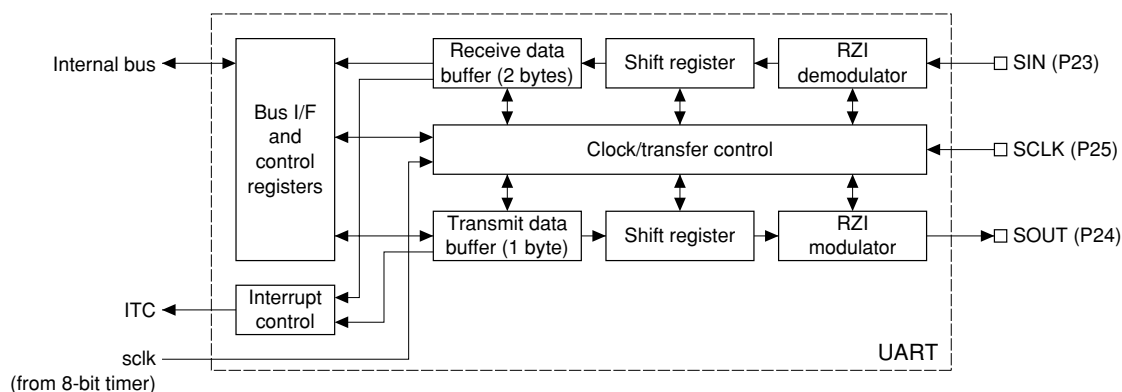 Internal bus
Bus I/F
and
control
registers
Receive data
buffer (2 bytes)
Shift register
RZI
demodulator
SIN (P23)
Clock/transfer control
SCLK (P25)
Transmit data
buffer (1 byte)
Shift register
RZI
modulator
SOUT (P24)
ITC
Interrupt
control
sclk
(from 8-bit timer)
UART